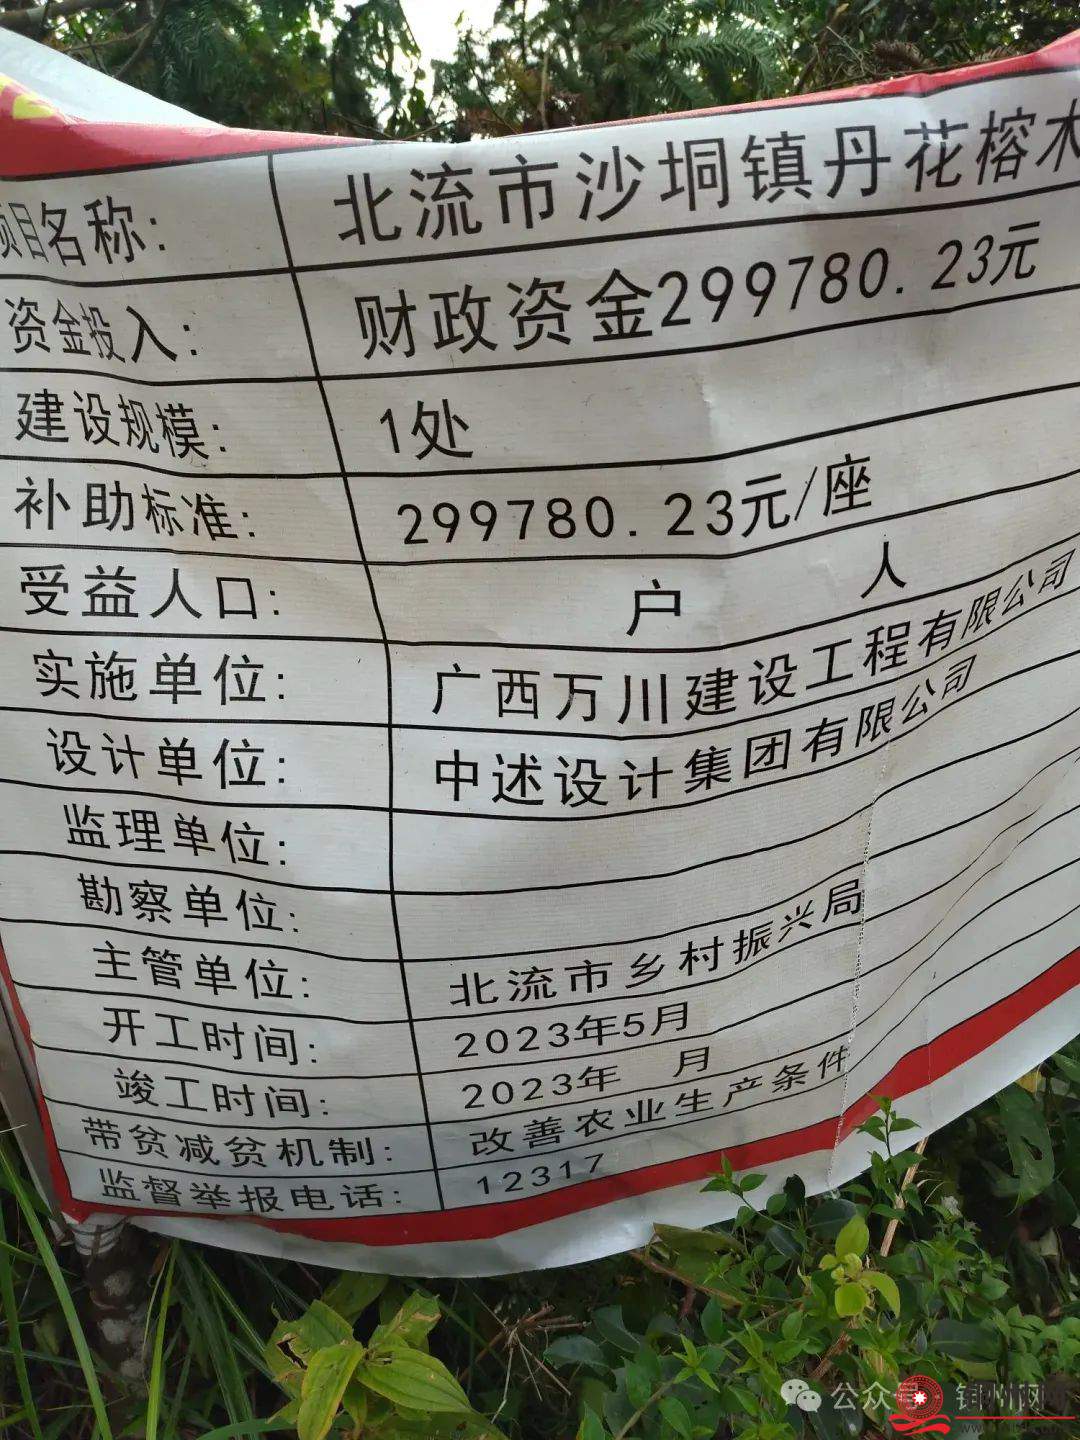 项目名称: 北流市沙垌镇丹花榕木
资金投入: 财政资金299780.23元
建设规模: 1处
补助标准: 299780.23元/座
受益人口: 户 人
实施单位: 广西万川建设工程有限公司
设计单位: 中述设计集团有限公司
监理单位:
勘察单位:
主管单位: 北流市乡村振兴局
开工时间: 2023年5月
竣工时间: 2023年 月
带贫减贫机制: 改善农业生产条件
监督举报电话: 12317
公众号